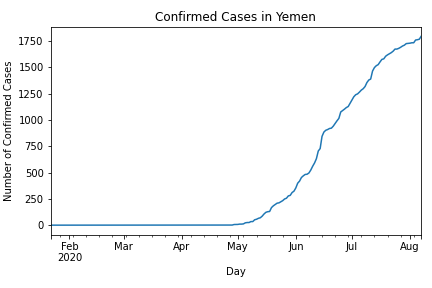 Confirmed Cases in Yemen
Number of Confirmed Cases
1750
1500
1250
1000
750
500
250
0
Feb Mar Apr May Jun Jul Aug
2020
Day